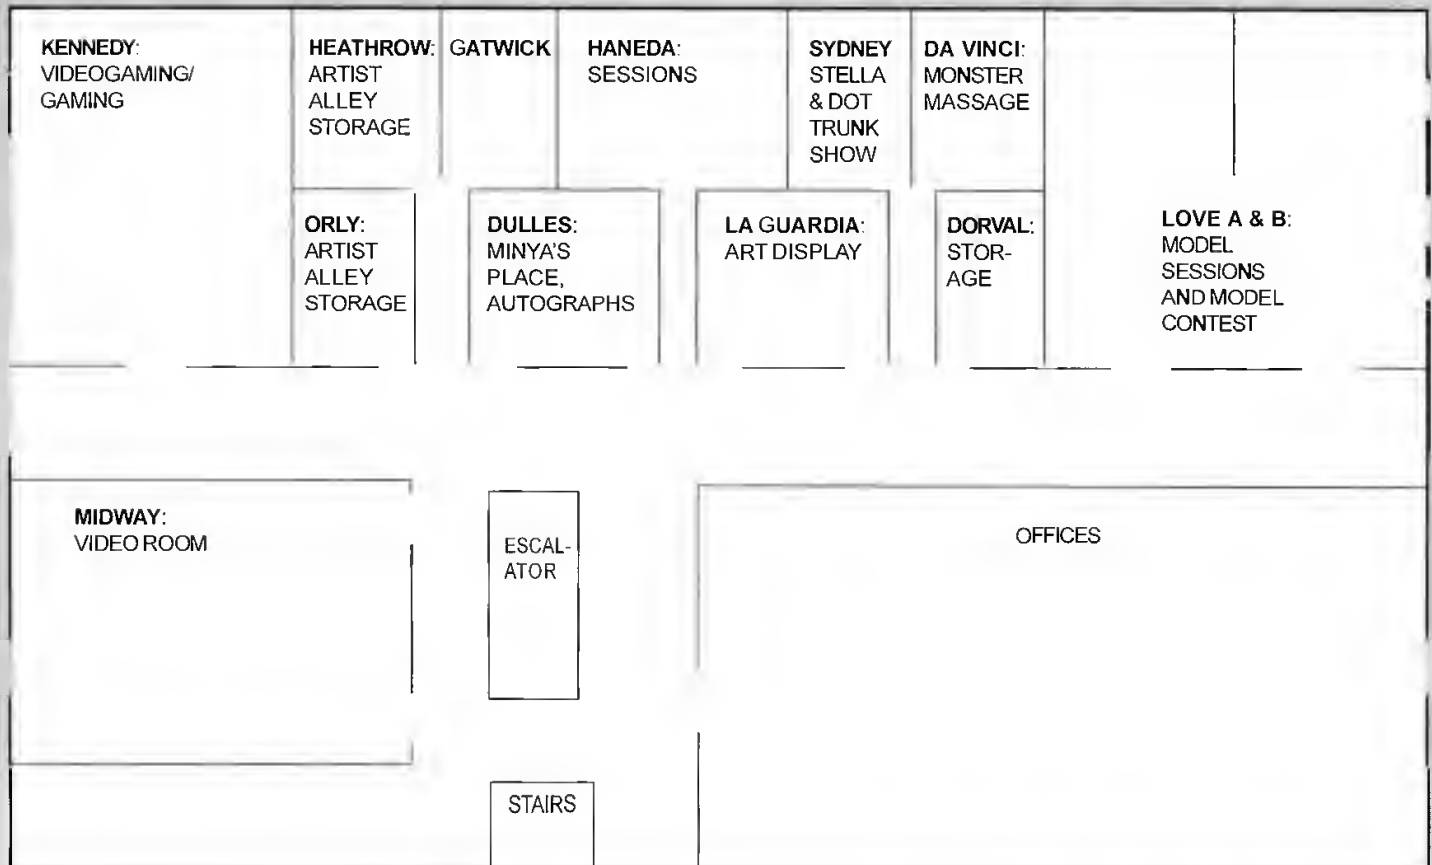 KENNEDY:
VIDEOGAMING/
GAMING
HEATHROW:
ARTIST
ALLEY
STORAGE
GATWICK
HANEDA:
SESSIONS
SYDNEY
STELLA
& DOT
TRUNK
SHOW
DA VINCI:
MONSTER
MASSAGE
ORLY:
ARTIST
ALLEY
STORAGE
DULLES:
MINYA'S
PLACE,
AUTOGRAPHS
LA GUARDIA:
ART DISPLAY
DORVAL:
STOR-
AGE
LOVE A & B:
MODEL
SESSIONS
AND MODEL
CONTEST
MIDWAY:
VIDEO ROOM
ESCAL-
ATOR
OFFICES
STAIRS